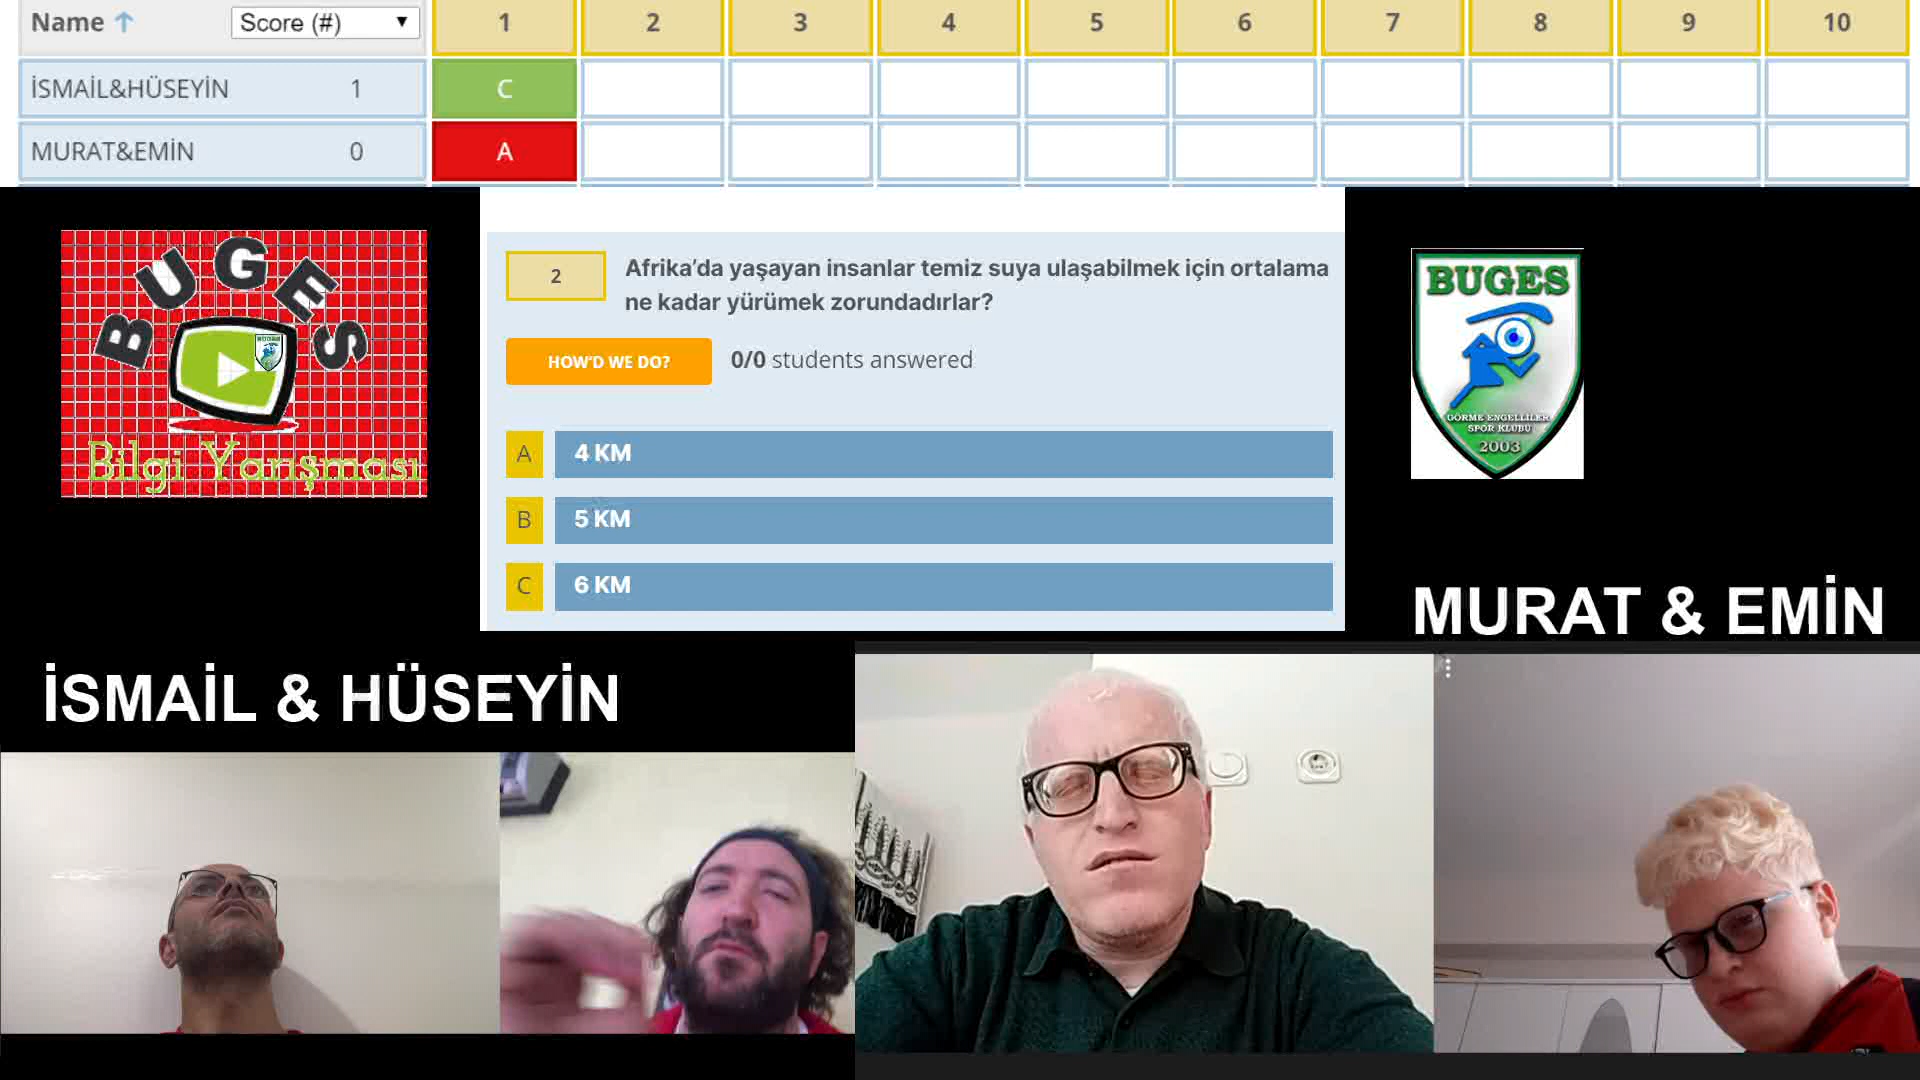 Name ↑ Score (#) ▼ 1 2 3 4 5 6 7 8 9 10
İSMAİL&HÜSEYİN 1 C
MURAT&EMİN 0 A
BUGES
Bilgi Yarışması
2
Afrika’da yaşayan insanlar temiz suya ulaşabilmek için ortalama
ne kadar yürümek zorundadırlar?
HOW'D WE DO? 0/0 students answered
A 4 KM
B 5 KM
C 6 KM
BUGES
GÖRME ENGELLİLER
SPOR KLUBÜ
2003
MURAT & EMİN
İSMAİL & HÜSEYİN